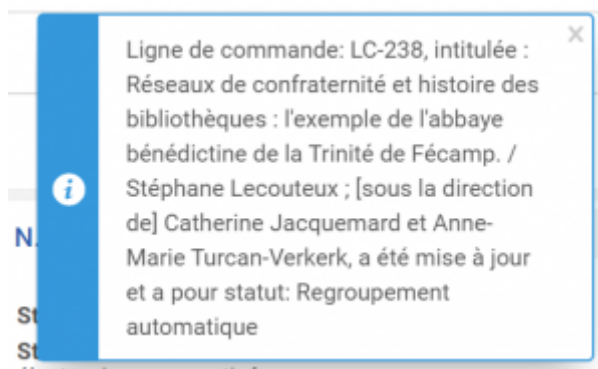 Ligne de commande: LC-238, intitulée :
Réseaux de confraternité et histoire des
bibliothèques : l'exemple de l'abbaye
bénédictine de la Trinité de Fécamp. /
Stéphane Lecouteux ; [sous la direction
de] Catherine Jacquemard et Anne-
Marie Turcan-Verkerk, a été mise à jour
et a pour statut: Regroupement
automatique
N.
St
St